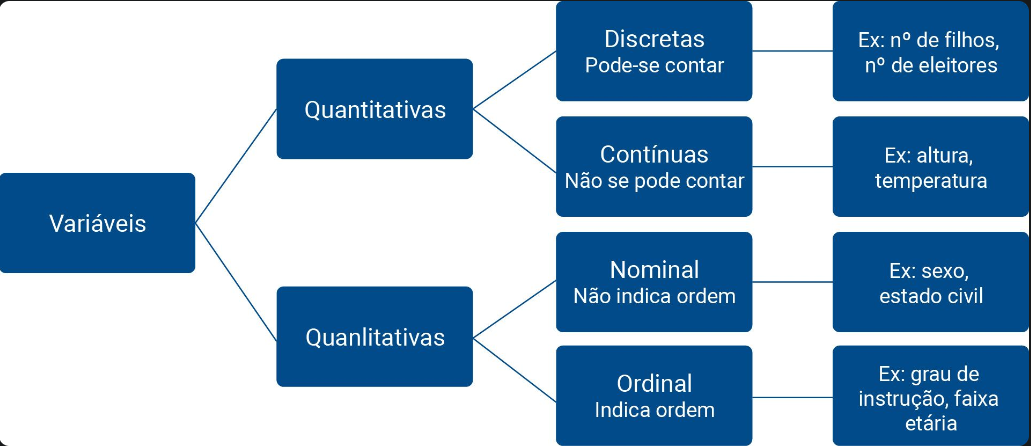 Variáveis
Quantitativas
Discretas
Pode-se contar
Ex: nº de filhos,
nº de eleitores
Contínuas
Não se pode contar
Ex: altura,
temperatura
Quanlitativas
Nominal
Não indica ordem
Ex: sexo,
estado civil
Ordinal
Indica ordem
Ex: grau de
instrução, faixa
etária